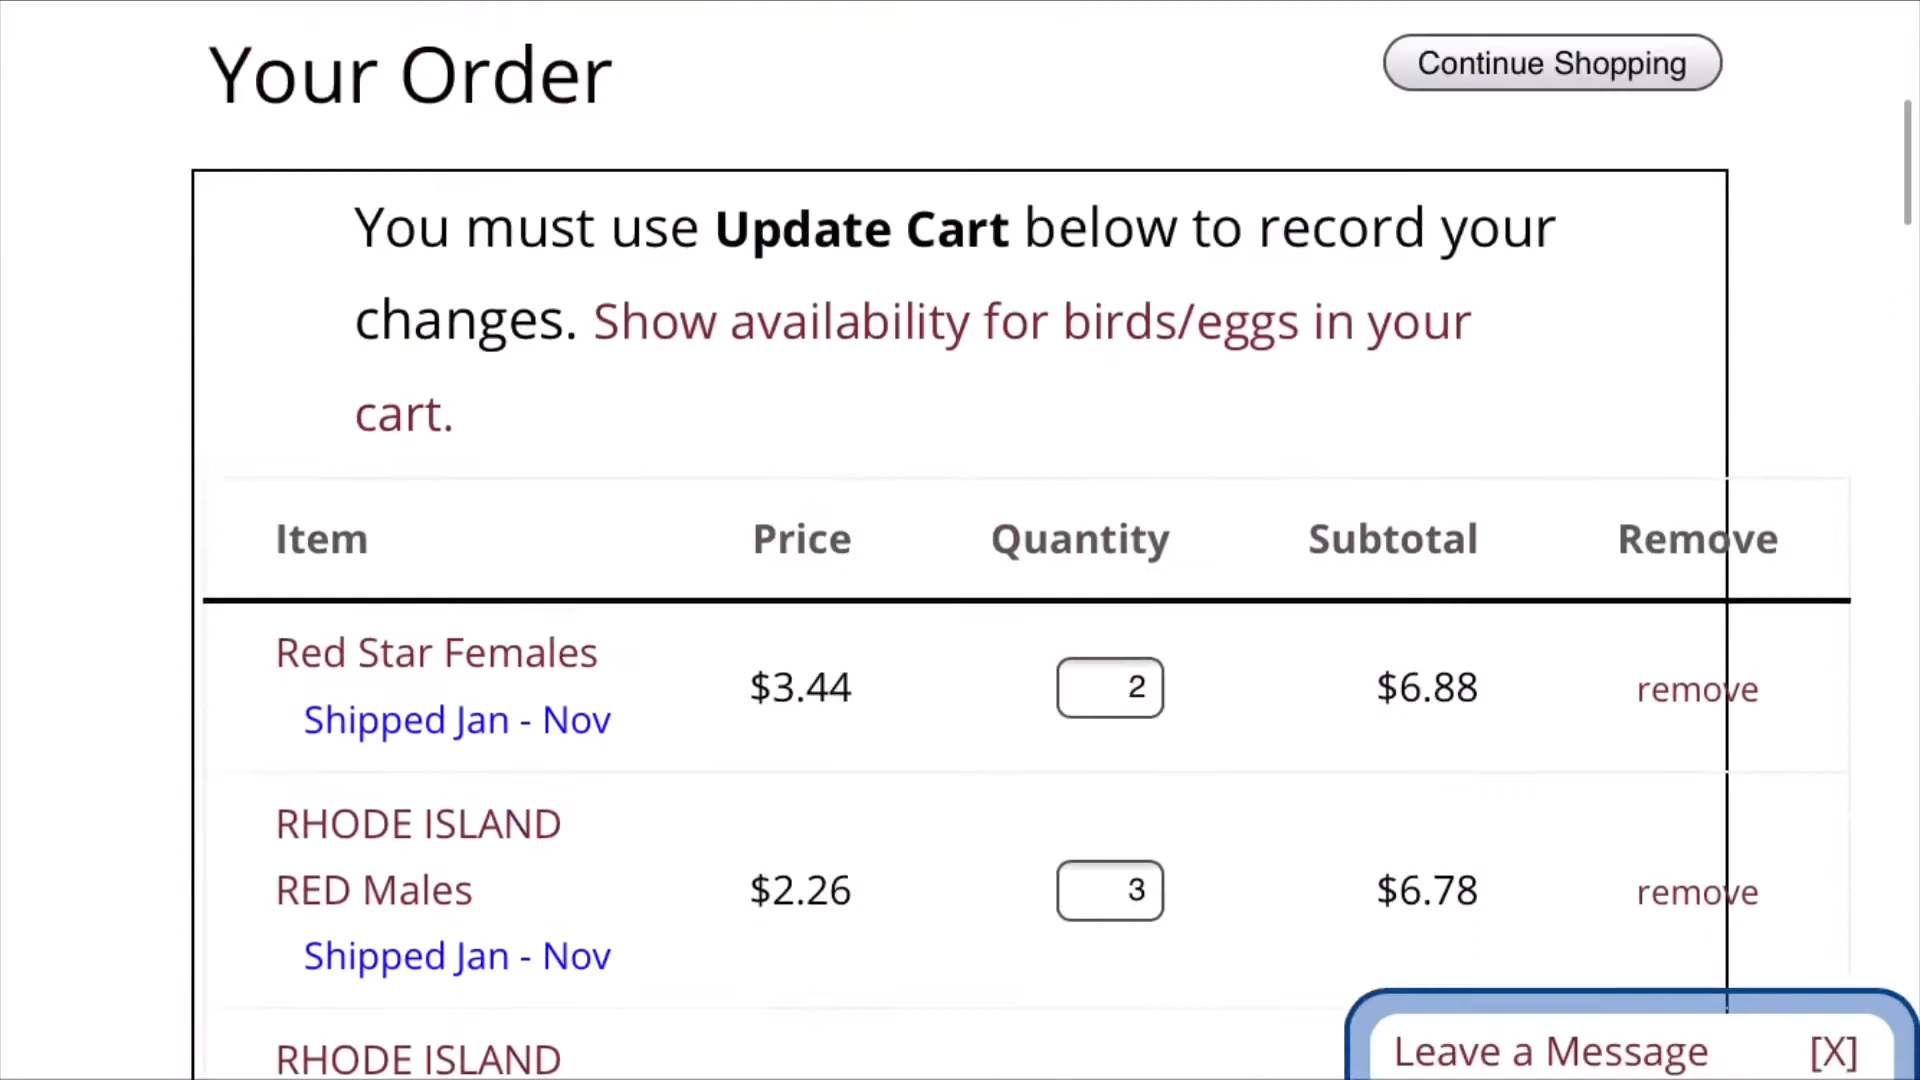 Your Order
Continue Shopping
You must use Update Cart below to record your
changes. Show availability for birds/eggs in your
cart.
Item Price Quantity Subtotal Remove
Red Star Females
Shipped Jan - Nov
$3.44 2 $6.88 remove
RHODE ISLAND
RED Males
Shipped Jan - Nov
$2.26 3 $6.78 remove
RHODE ISLAND
Leave a Message [X]